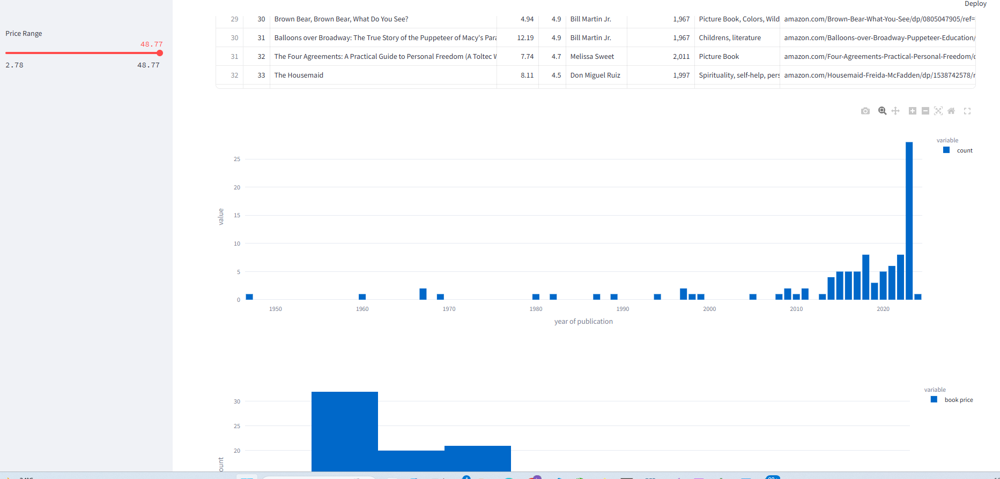 Deploy
Price Range
48.77
2.78 48.77
29 30 Brown Bear, Brown Bear, What Do You See? 4.94 4.9 Bill Martin Jr. 1,967 Picture Book, Colors, Wild amazon.com/Brown-Bear-What-You-See/dp/0805047905/ref=
30 31 Balloons over Broadway: The True Story of the Puppeteer of Macy's Para 12.19 4.9 Bill Martin Jr. 1,967 Childrens, literature amazon.com/Balloons-over-Broadway-Puppeteer-Education/
31 32 The Four Agreements: A Practical Guide to Personal Freedom (A Toltec 7.74 4.7 Melissa Sweet 2,011 Picture Book amazon.com/Four-Agreements-Practical-Personal-Freedom/
32 33 The Housemaid 8.11 4.5 Don Miguel Ruiz 1,997 Spirituality, self-help, pers amazon.com/Housemaid-Freida-McFadden/dp/1538742578/
variable
count
25
20
15
10
5
0
value
1950 1960 1970 1980 1990 2000 2010 2020
year of publication
variable
book price
30
25
20